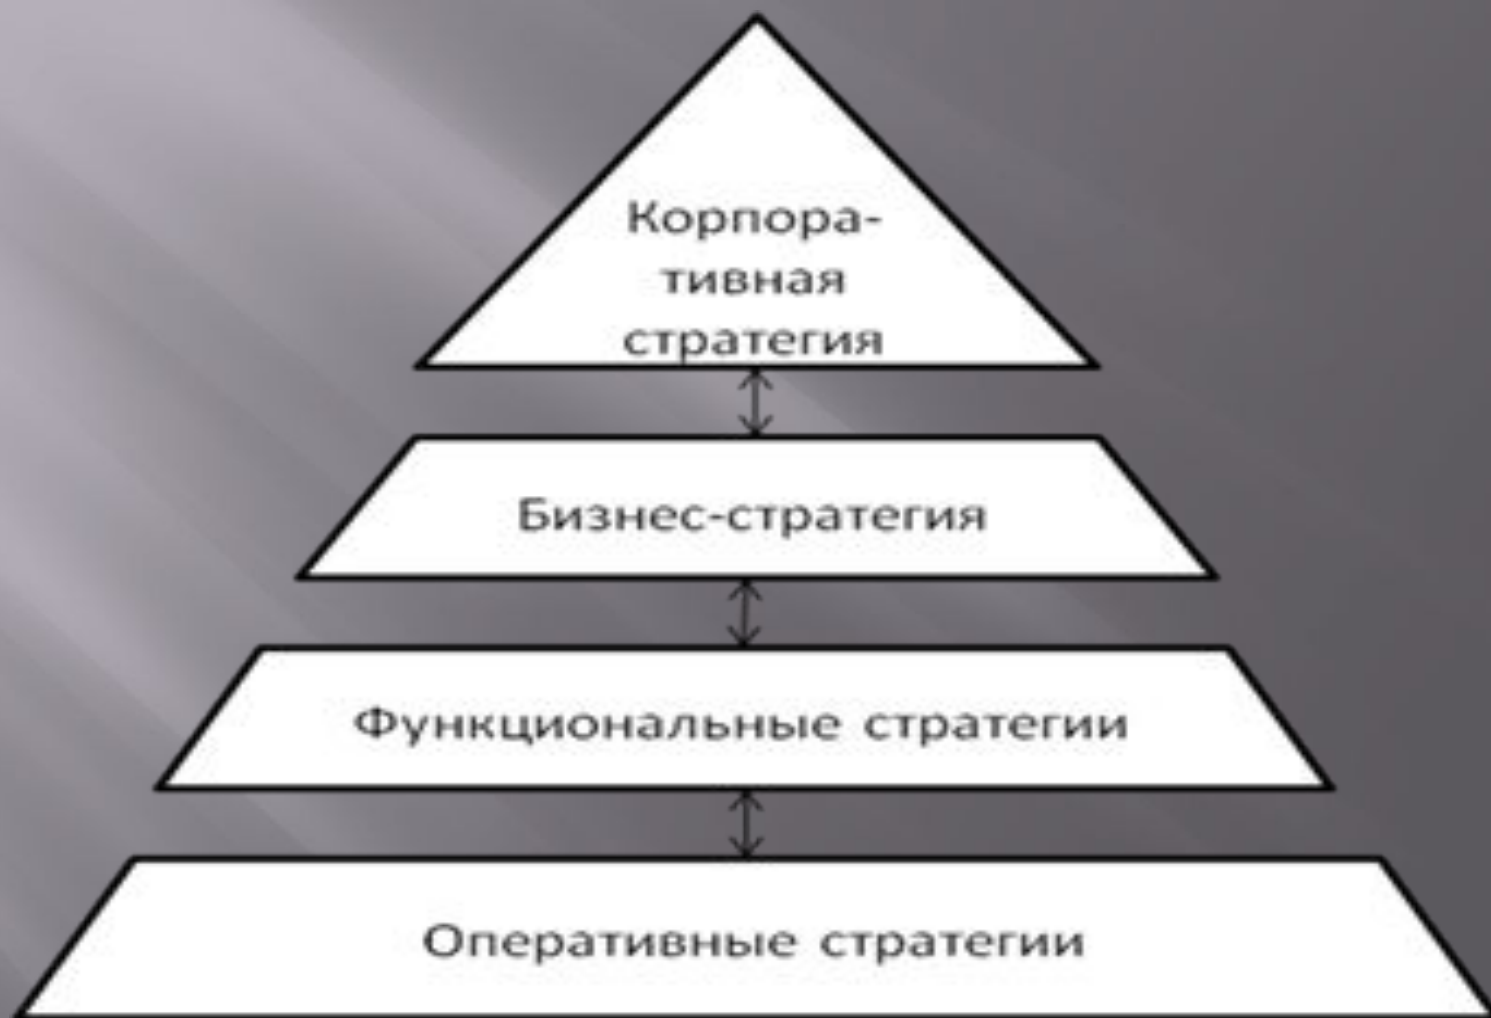 Корпора-
тивная
стратегия
Бизнес-стратегия
Функциональные стратегии
Оперативные стратегии